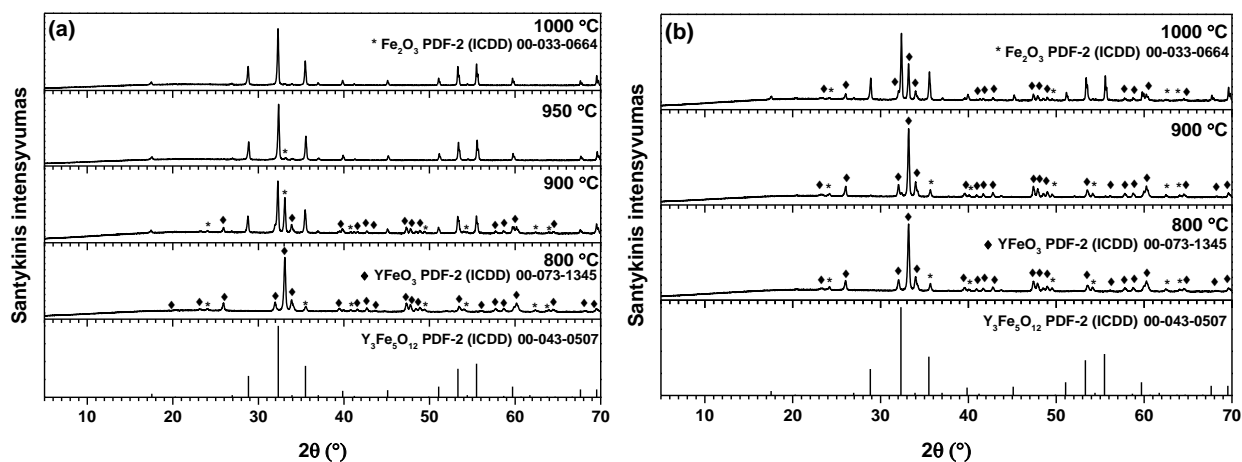 (a)
1000 °C
* Fe₂O₃ PDF-2 (ICDD) 00-033-0664
950 °C
*
900 °C
800 °C
♦ YFeO₃ PDF-2 (ICDD) 00-073-1345
Y₃Fe₅O₁₂ PDF-2 (ICDD) 00-043-0507
Santykinis intensyvumas
10 20 30 40 50 60 70
2θ (°)
(b)
1000 °C
* Fe₂O₃ PDF-2 (ICDD) 00-033-0664
900 °C
800 °C
♦ YFeO₃ PDF-2 (ICDD) 00-073-1345
Y₃Fe₅O₁₂ PDF-2 (ICDD) 00-043-0507
Santykinis intensyvumas
10 20 30 40 50 60 70
2θ (°)